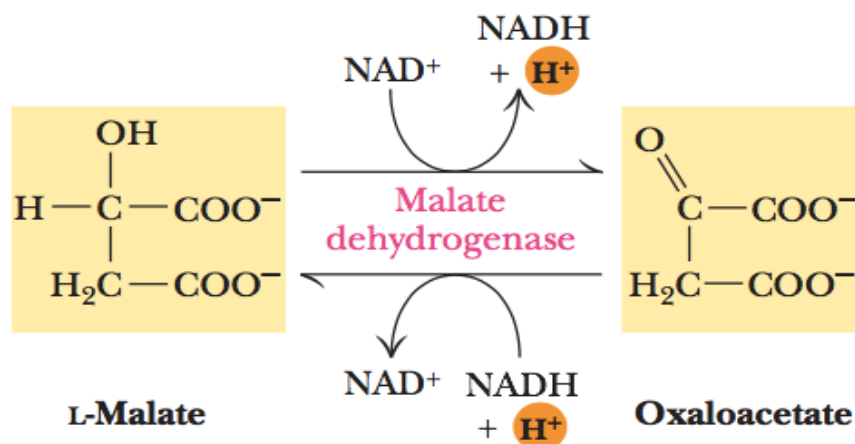 NADH
NAD⁺ + H⁺
OH
H—C—COO⁻
H₂C—COO⁻
Malate
dehydrogenase
O
C—COO⁻
H₂C—COO⁻
NAD⁺ NADH
+ H⁺
L-Malate
Oxaloacetate